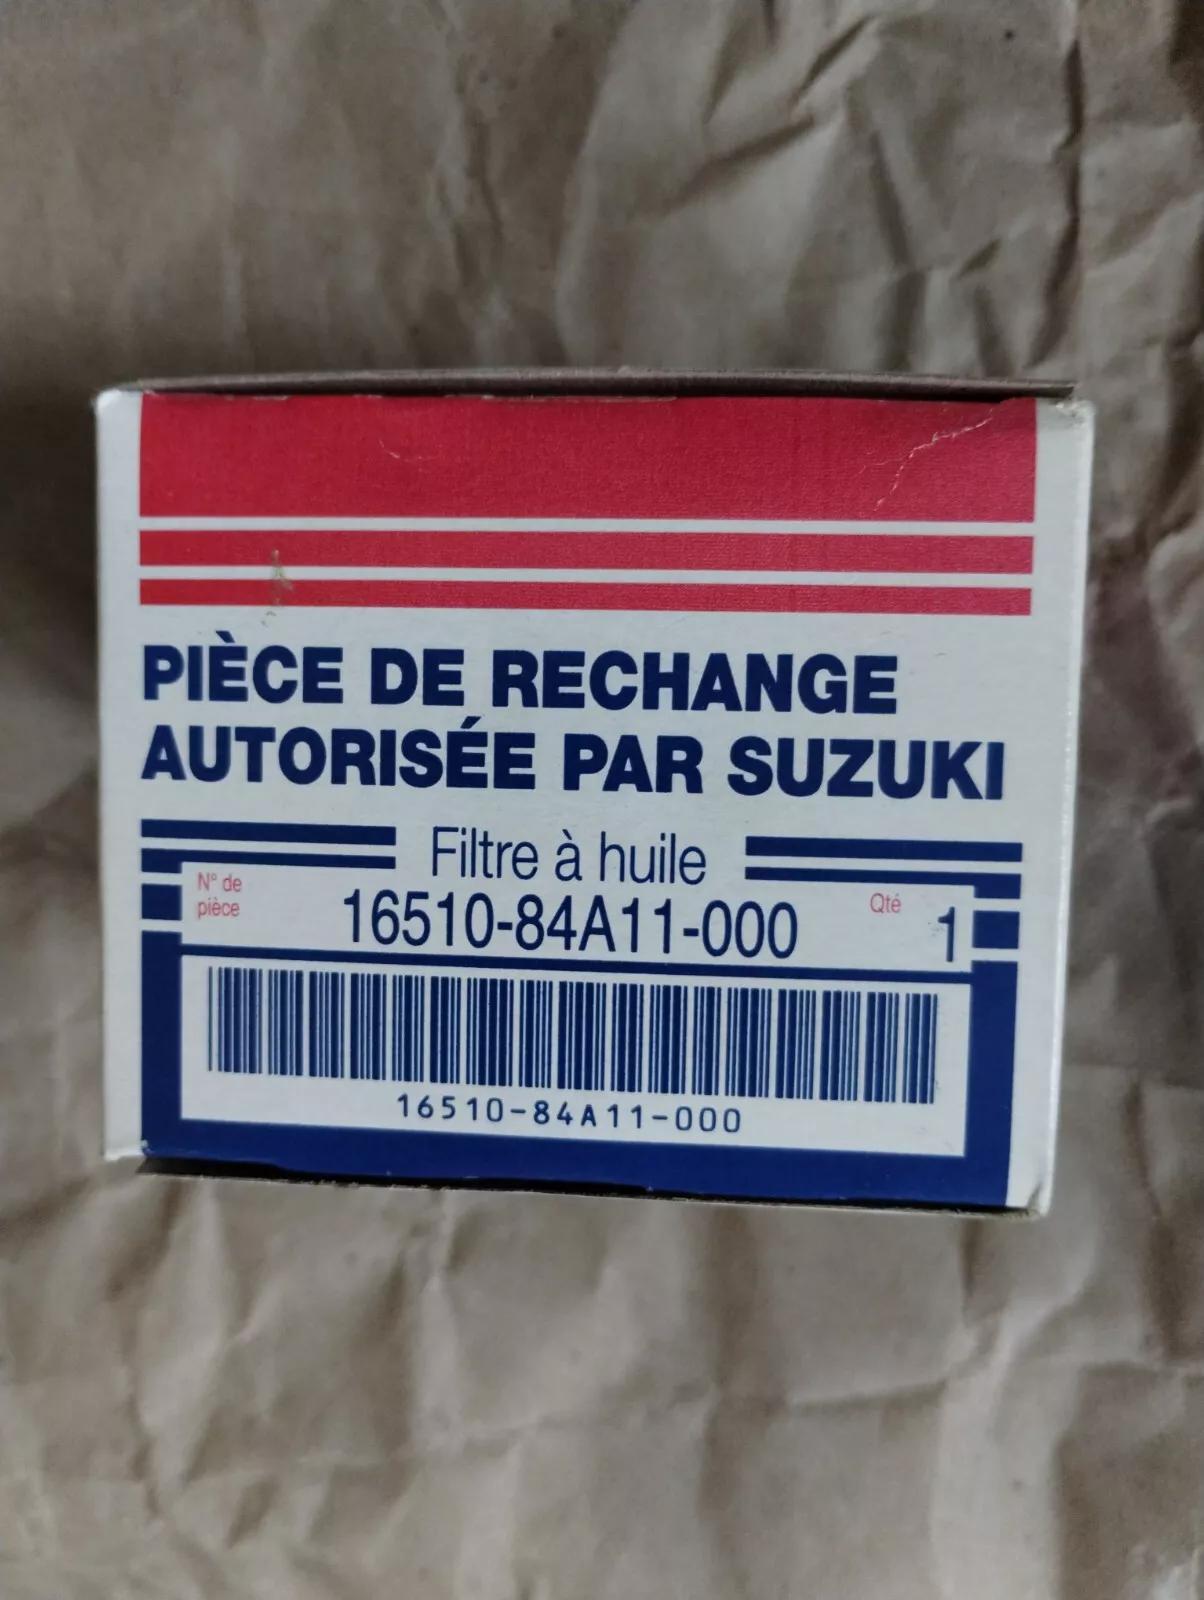 PIÈCE DE RECHANGE
AUTORISÉE PAR SUZUKI
Filtre à huile
N° de
pièce
16510-84A11-000
Qté
1
16510-84A11-000